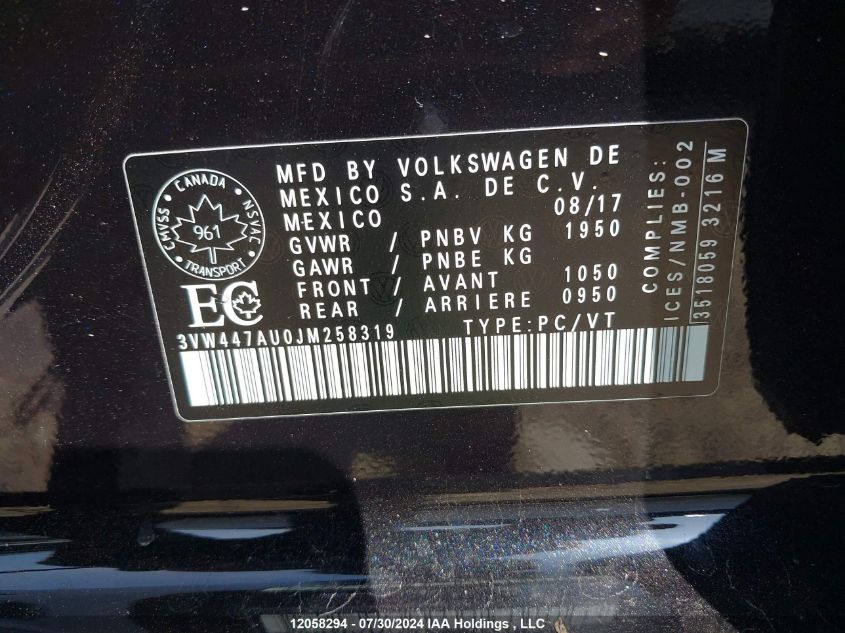 MFD BY VOLKSWAGEN DE
MEXICO S.A. DE C.V.
MEXICO 08/17
GVWR / PNBV KG 1950
GAWR / PNBE KG
FRONT / AVANT 1050
REAR / ARRIERE 0950
CANADA
CMVSS
NSVAC
961
TRANSPORT
EC
3VW447AU0JM258319 TYPE:PC/VT
COMPLIES:
ICES/NMB-002
3518059 3216M
12058294 - 07/30/2024 IAA Holdings , LLC